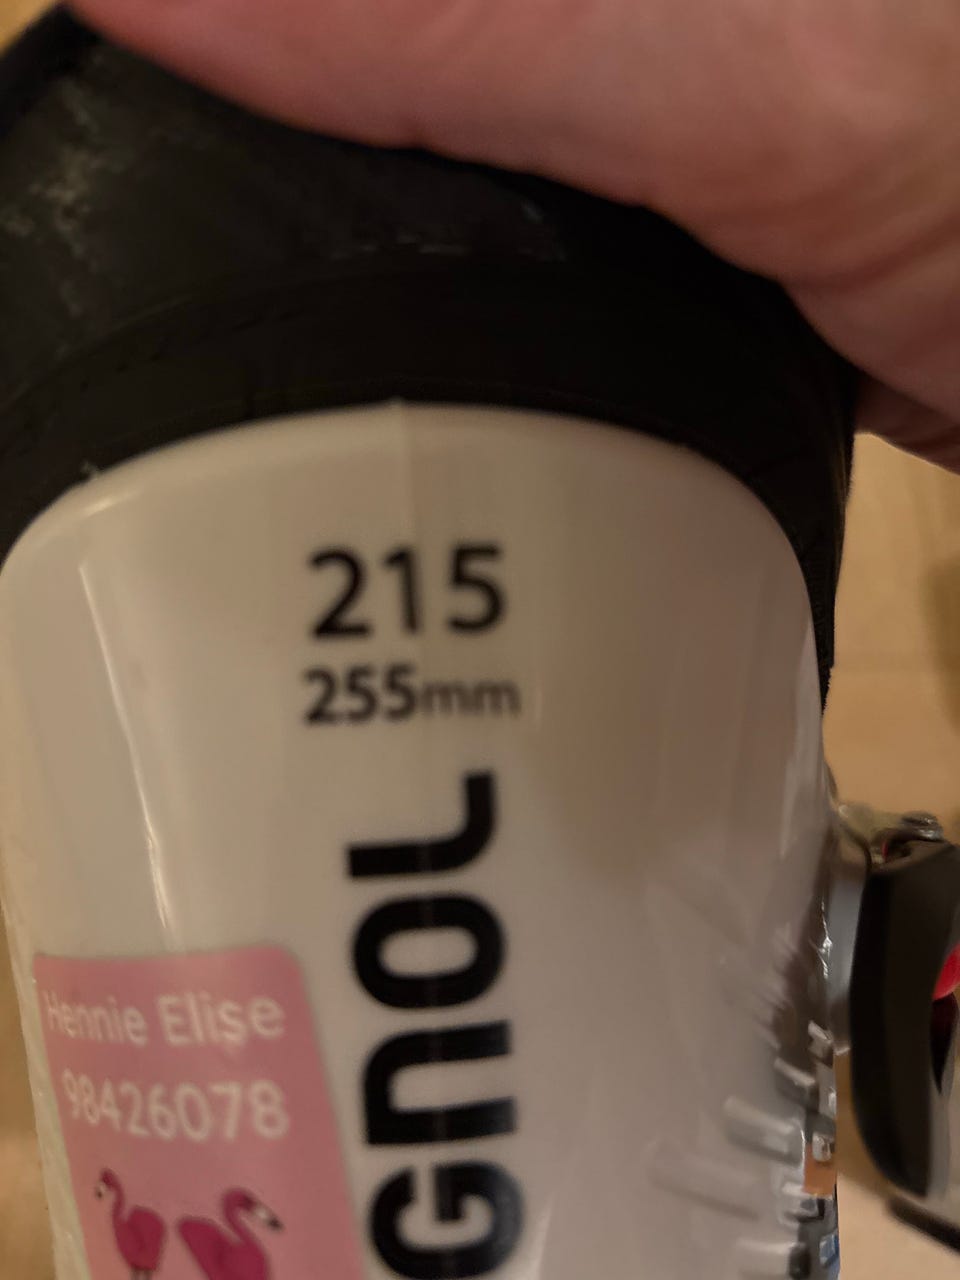 215
255mm
GNOL
Hennie Elise
98426078